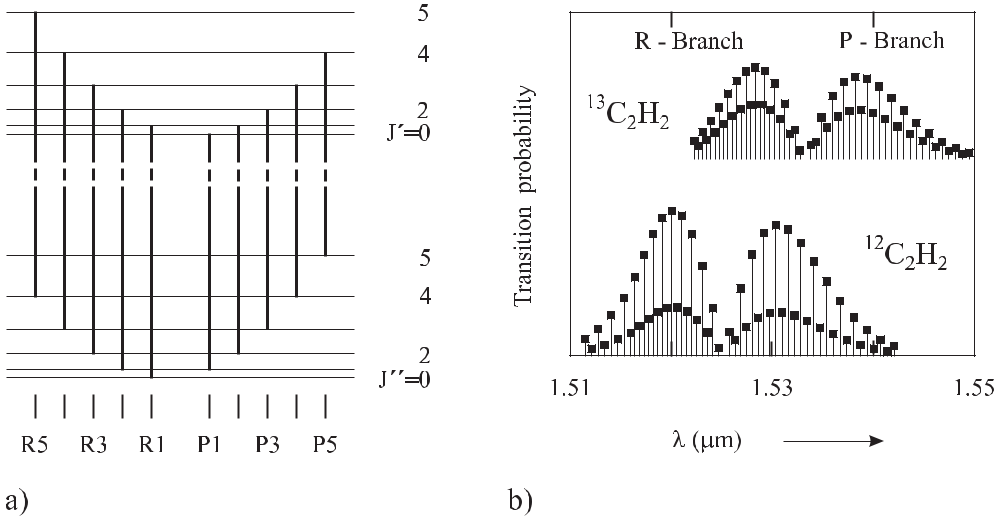 5
4
2
J´=0
5
4
2
J´´=0
R5 R3 R1 P1 P3 P5
a)
R - Branch P - Branch
¹³C₂H₂
¹²C₂H₂
Transition probability
1.51 1.53 1.55
λ (μm)
b)